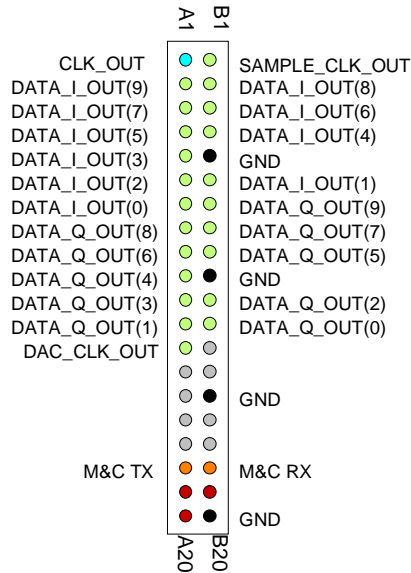 A1 B1
CLK_OUT SAMPLE_CLK_OUT
DATA_I_OUT(9) DATA_I_OUT(8)
DATA_I_OUT(7) DATA_I_OUT(6)
DATA_I_OUT(5) DATA_I_OUT(4)
DATA_I_OUT(3) GND
DATA_I_OUT(2) DATA_I_OUT(1)
DATA_I_OUT(0) DATA_Q_OUT(9)
DATA_Q_OUT(8) DATA_Q_OUT(7)
DATA_Q_OUT(6) DATA_Q_OUT(5)
DATA_Q_OUT(4) GND
DATA_Q_OUT(3) DATA_Q_OUT(2)
DATA_Q_OUT(1) DATA_Q_OUT(0)
DAC_CLK_OUT
GND
M&C TX M&C RX
GND
A20 B20